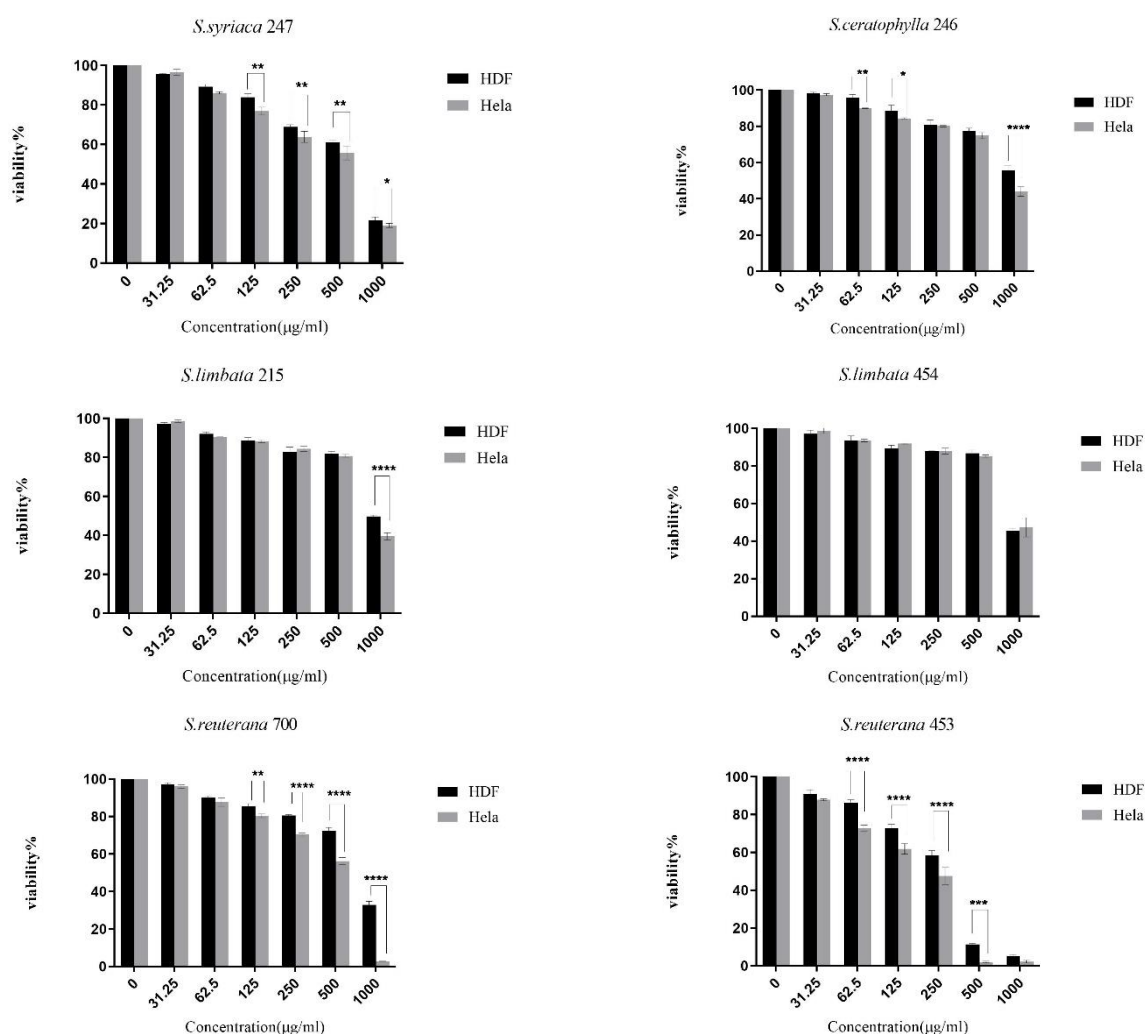 S.syriaca 247
viability%
100
80
60
40
20
0
** ** ** *
HDF
Hela
0 31.25 62.5 125 250 500 1000
Concentration(µg/ml)
S.ceratophylla 246
viability%
100
80
60
40
20
0
** * ****
HDF
Hela
0 31.25 62.5 125 250 500 1000
Concentration(µg/ml)
S.limbata 215
viability%
100
80
60
40
20
0
****
HDF
Hela
0 31.25 62.5 125 250 500 1000
Concentration(µg/ml)
S.limbata 454
viability%
100
80
60
40
20
0
HDF
Hela
0 31.25 62.5 125 250 500 1000
Concentration(µg/ml)
S.reuterana 700
viability%
100
80
60
40
20
0
** **** **** ****
HDF
Hela
0 31.25 62.5 125 250 500 1000
Concentration(µg/ml)
S.reuterana 453
viability%
100
80
60
40
20
0
**** **** **** ***
HDF
Hela
0 31.25 62.5 125 250 500 1000
Concentration(µg/ml)